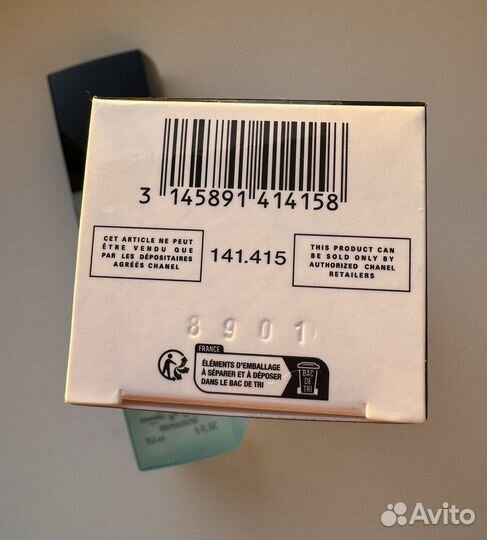 3 145891 414158
CET ARTICLE NE PEUT
ÊTRE VENDU QUE
PAR LES DÉPOSITAIRES
AGRÉÉS CHANEL
141.415
THIS PRODUCT CAN
BE SOLD ONLY BY
AUTHORIZED CHANEL
RETAILERS
8901
FRANCE
ÉLÉMENTS D'EMBALLAGE
À SÉPARER ET À DÉPOSER
DANS LE BAC DE TRI
BAC
DE
TRI
Avito